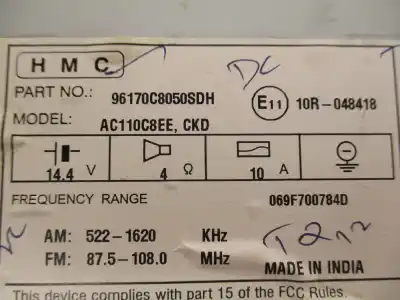 HMC
DC
PART NO.: 96170C8050SDH
E11 10R-048418
MODEL: AC110C8EE, CKD
14.4 V
4 Ω
10 A
FREQUENCY RANGE
069F700784D
AM: 522-1620 KHz
FM: 87.5-108.0 MHz
MADE IN INDIA
This device complies with part 15 of the FCC Rules.